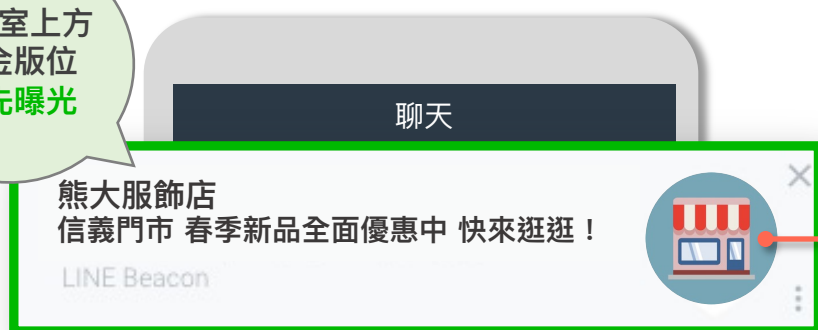 室上方
金版位
先曝光
聊天
熊大服飾店
信義門市 春季新品全面優惠中 快來逛逛！
LINE Beacon